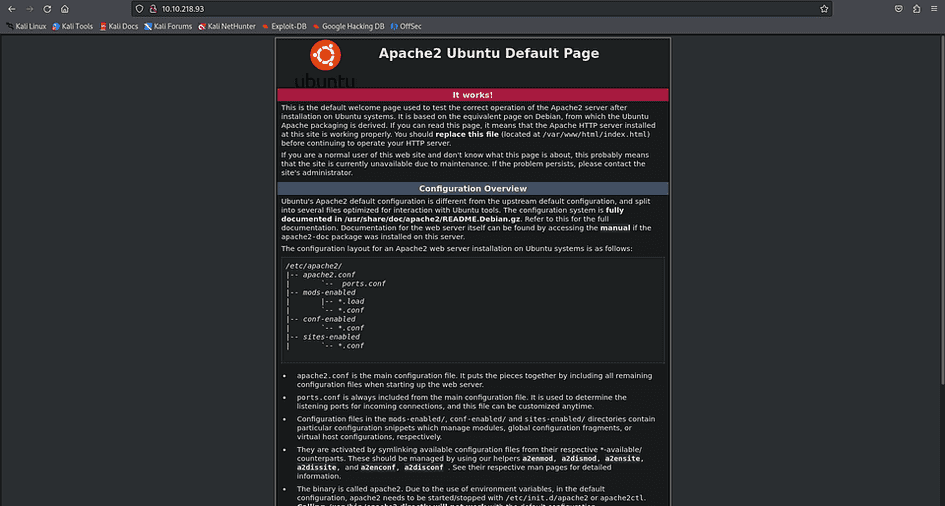 10.10.218.93
Kali Linux Kali Tools Kali Docs Kali Forums Kali NetHunter Exploit-DB Google Hacking DB OffSec
ubuntu
Apache2 Ubuntu Default Page
It works!
This is the default welcome page used to test the correct operation of the Apache2 server after
installation on Ubuntu systems. It is based on the equivalent page on Debian, from which the Ubuntu
Apache packaging is derived. If you can read this page, it means that the Apache HTTP server installed
at this site is working properly. You should replace this file (located at /var/www/html/index.html)
before continuing to operate your HTTP server.
If you are a normal user of this web site and don't know what this page is about, this probably means
that the site is currently unavailable due to maintenance. If the problem persists, please contact the
site's administrator.
Configuration Overview
Ubuntu's Apache2 default configuration is different from the upstream default configuration, and split
into several files optimized for interaction with Ubuntu tools. The configuration system is fully
documented in /usr/share/doc/apache2/README.Debian.gz. Refer to this for the full
documentation. Documentation for the web server itself can be found by accessing the manual if the
apache2-doc package was installed on this server.
The configuration layout for an Apache2 web server installation on Ubuntu systems is as follows:
/etc/apache2/
|-- apache2.conf
|       `--  ports.conf
|-- mods-enabled
|       |-- *.load
|       `-- *.conf
|-- conf-enabled
|       `-- *.conf
|-- sites-enabled
|       `-- *.conf
• apache2.conf is the main configuration file. It puts the pieces together by including all remaining
configuration files when starting up the web server.
• ports.conf is always included from the main configuration file. It is used to determine the
listening ports for incoming connections, and this file can be customized anytime.
• Configuration files in the mods-enabled/, conf-enabled/ and sites-enabled/ directories contain
particular configuration snippets which manage modules, global configuration fragments, or
virtual host configurations, respectively.
• They are activated by symlinking available configuration files from their respective *-available/
counterparts. These should be managed by using our helpers a2enmod, a2dismod, a2ensite,
a2dissite, and a2enconf, a2disconf . See their respective man pages for detailed
information.
• The binary is called apache2. Due to the use of environment variables, in the default
configuration, apache2 needs to be started/stopped with /etc/init.d/apache2 or apache2ctl.
Calling /usr/bin/apache2 directly will not work with the default configuration.